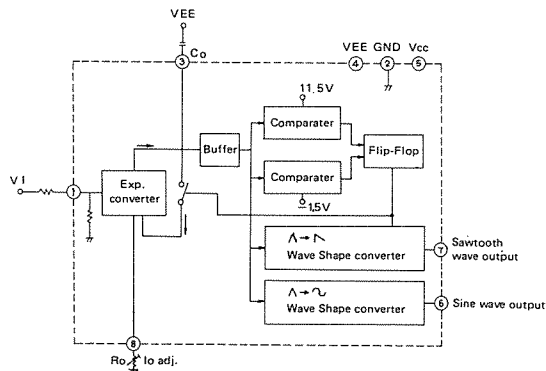 VEE
Co
3
VEE GND Vcc
4 2 5
11.5V
Comparater
Buffer
Flip-Flop
Comparater
1.5V
VI
1
Exp.
converter
Wave Shape converter
7
Sawtooth
wave output
Wave Shape converter
6
Sine wave output
8
Ro Io adj.